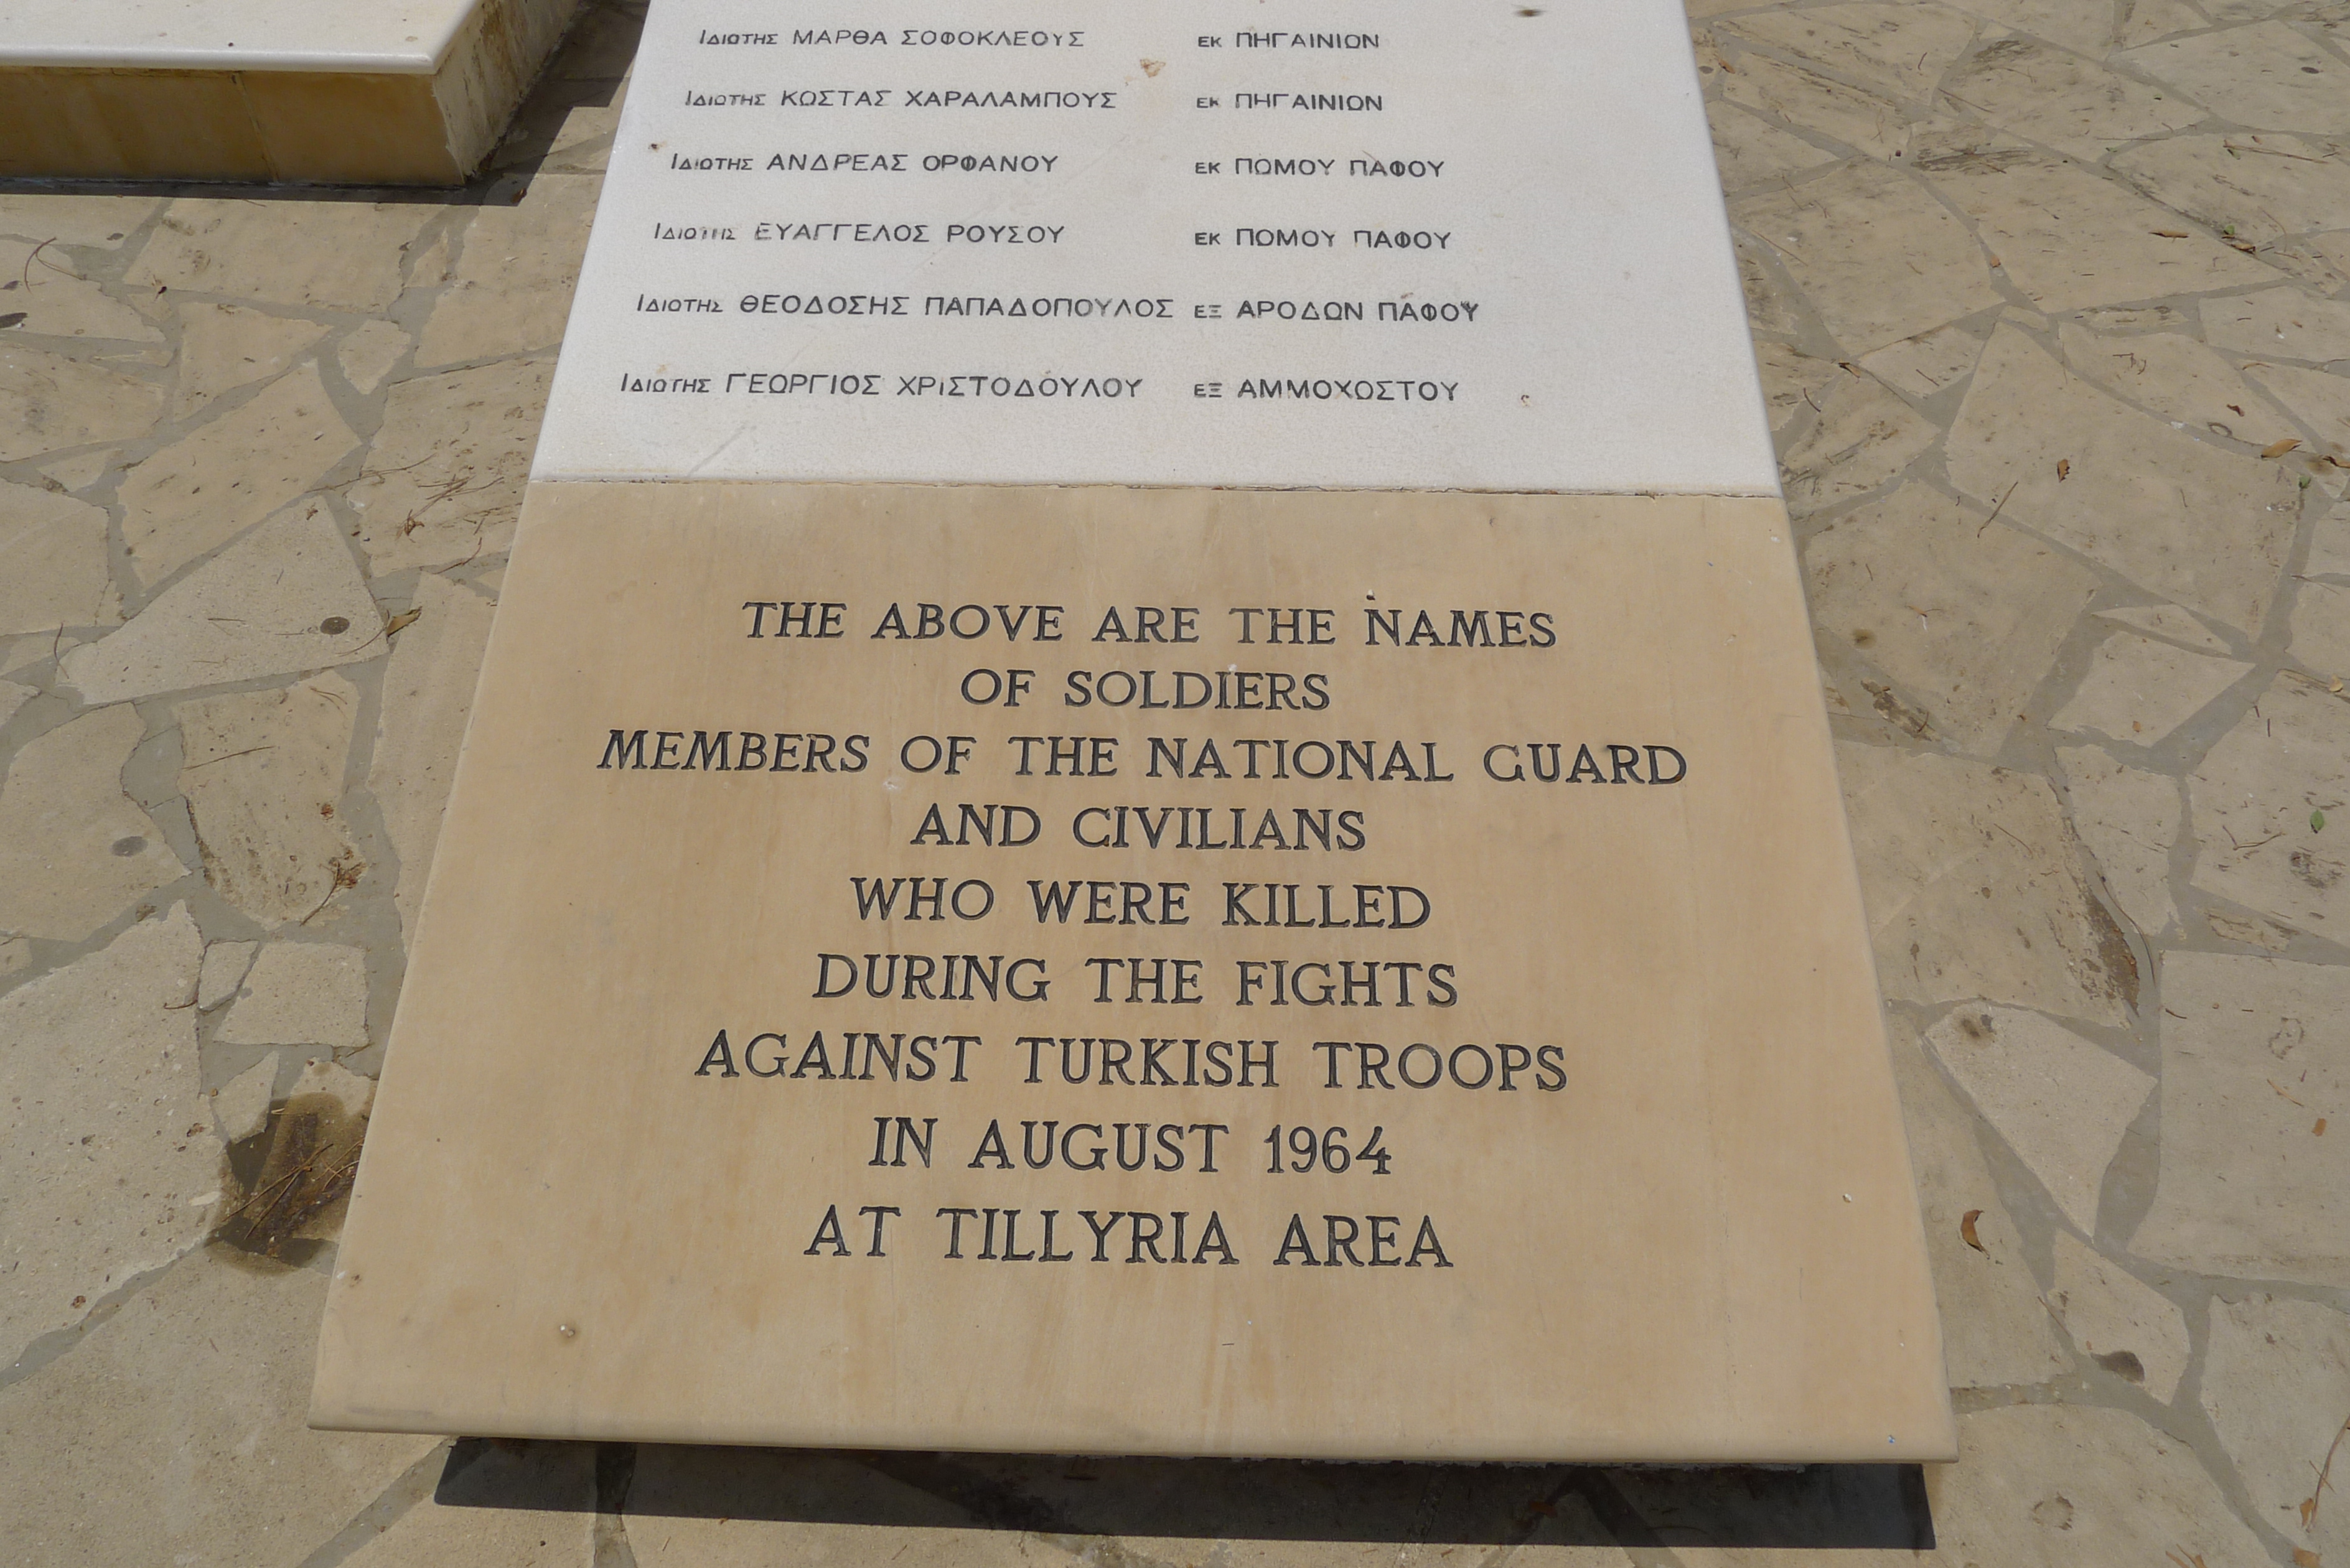 Ιδιωτης ΜΑΡΘΑ ΣΟΦΟΚΛΕΟΥΣ εκ ΠΗΓΑΙΝΙΩΝ
Ιδιωτης ΚΩΣΤΑΣ ΧΑΡΑΛΑΜΠΟΥΣ εκ ΠΗΓΑΙΝΙΩΝ
Ιδιωτης ΑΝΔΡΕΑΣ ΟΡΦΑΝΟΥ εκ ΠΩΜΟΥ ΠΑΦΟΥ
Ιδιωτης ΕΥΑΓΓΕΛΟΣ ΡΟΥΣΟΥ εκ ΠΩΜΟΥ ΠΑΦΟΥ
Ιδιωτης ΘΕΟΔΟΣΗΣ ΠΑΠΑΔΟΠΟΥΛΟΣ εξ ΑΡΟΔΩΝ ΠΑΦΟΥ
Ιδιωτης ΓΕΩΡΓΙΟΣ ΧΡΙΣΤΟΔΟΥΛΟΥ εξ ΑΜΜΟΧΩΣΤΟΥ
THE ABOVE ARE THE NAMES
OF SOLDIERS
MEMBERS OF THE NATIONAL GUARD
AND CIVILIANS
WHO WERE KILLED
DURING THE FIGHTS
AGAINST TURKISH TROOPS
IN AUGUST 1964
AT TILLYRIA AREA